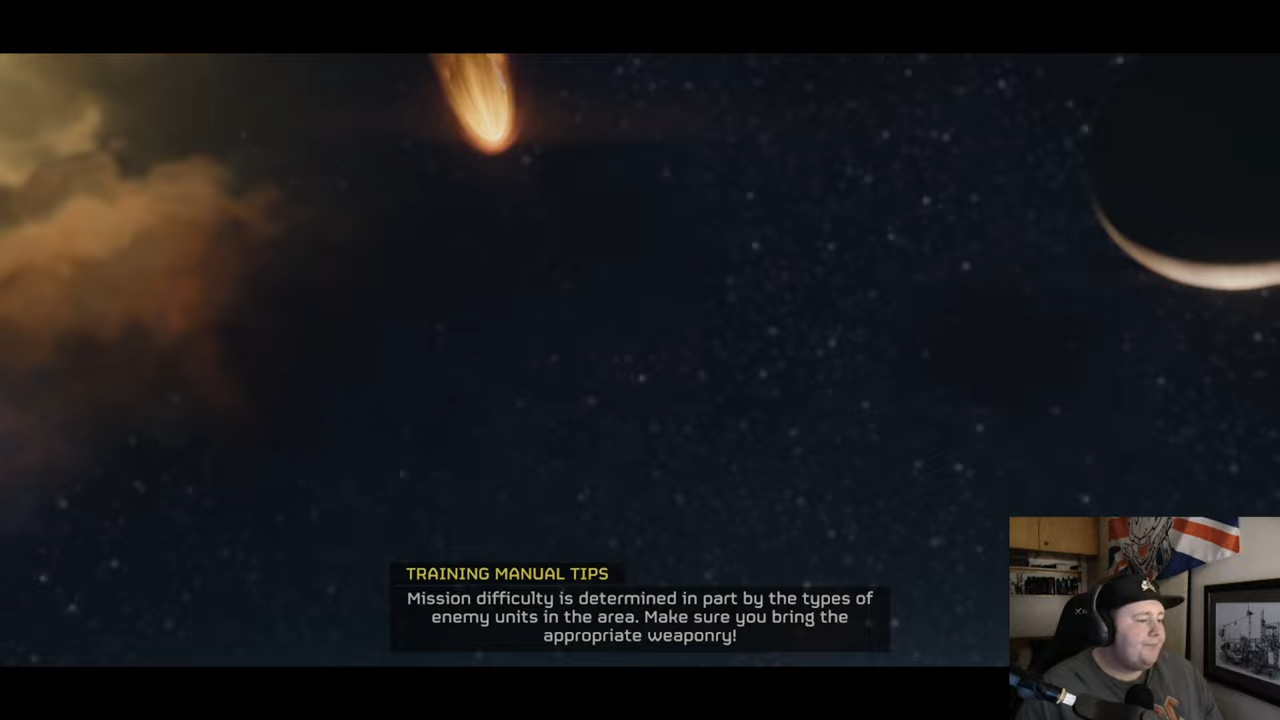 TRAINING MANUAL TIPS
Mission difficulty is determined in part by the types of
enemy units in the area. Make sure you bring the
appropriate weaponry!